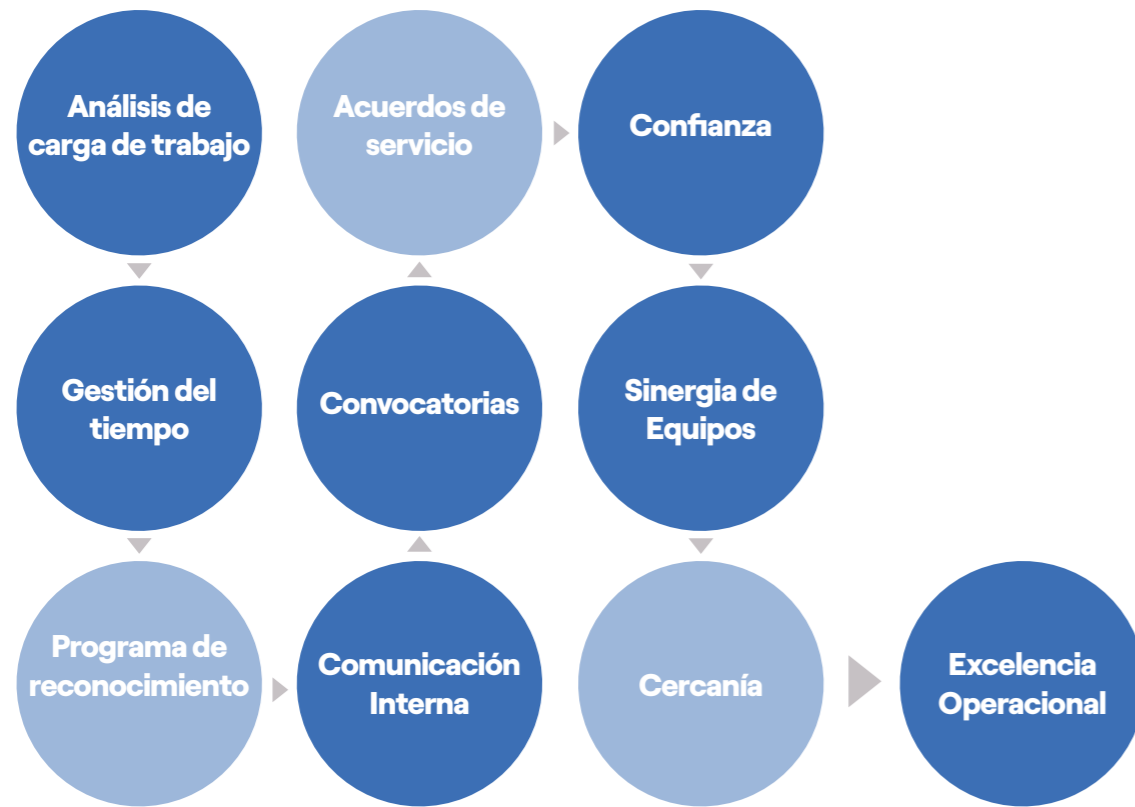 Análisis de
carga de trabajo
Gestión del
tiempo
Programa de
reconocimiento
Comunicación
Interna
Convocatorias
Acuerdos de
servicio
Confianza
Sinergia de
Equipos
Cercanía
Excelencia
Operacional